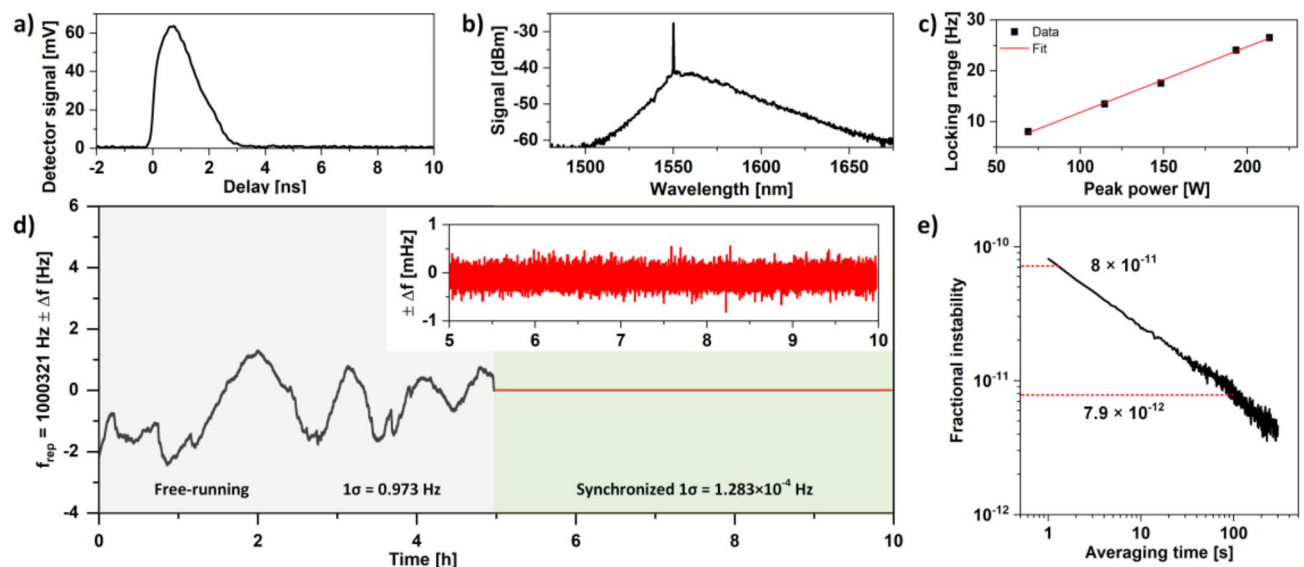 a)
Detector signal [mV]
60
40
20
0
-2
0
2
4
6
8
10
Delay [ns]
b)
Signal [dBm]
-30
-40
-50
-60
1500
1550
1600
1650
Wavelength [nm]
c)
Locking range [Hz]
30
20
10
Data
Fit
50
100
150
200
Peak power [W]
d)
f_rep = 1000321 Hz ± Δf [Hz]
6
4
2
0
-2
-4
± Δf [mHz]
1
0
-1
5
6
7
8
9
10
Free-running
1σ = 0.973 Hz
Synchronized 1σ = 1.283×10⁻⁴ Hz
0
2
4
6
8
10
Time [h]
e)
Fractional instability
10⁻¹⁰
10⁻¹¹
10⁻¹²
8 × 10⁻¹¹
7.9 × 10⁻¹²
1
10
100
Averaging time [s]